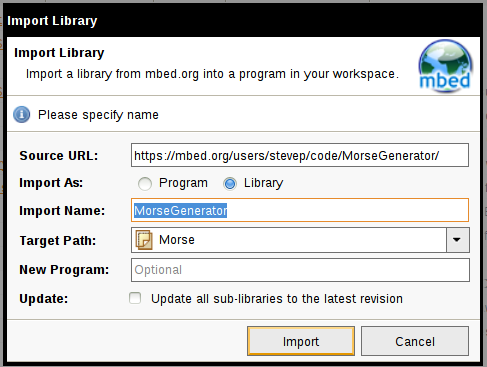 Import Library
Import Library
Import a library from mbed.org into a program in your workspace.
mbed
Please specify name
Source URL: https://mbed.org/users/stevep/code/MorseGenerator/
Import As: Program Library
Import Name: MorseGenerator
Target Path: Morse
New Program: Optional
Update: Update all sub-libraries to the latest revision
Import Cancel